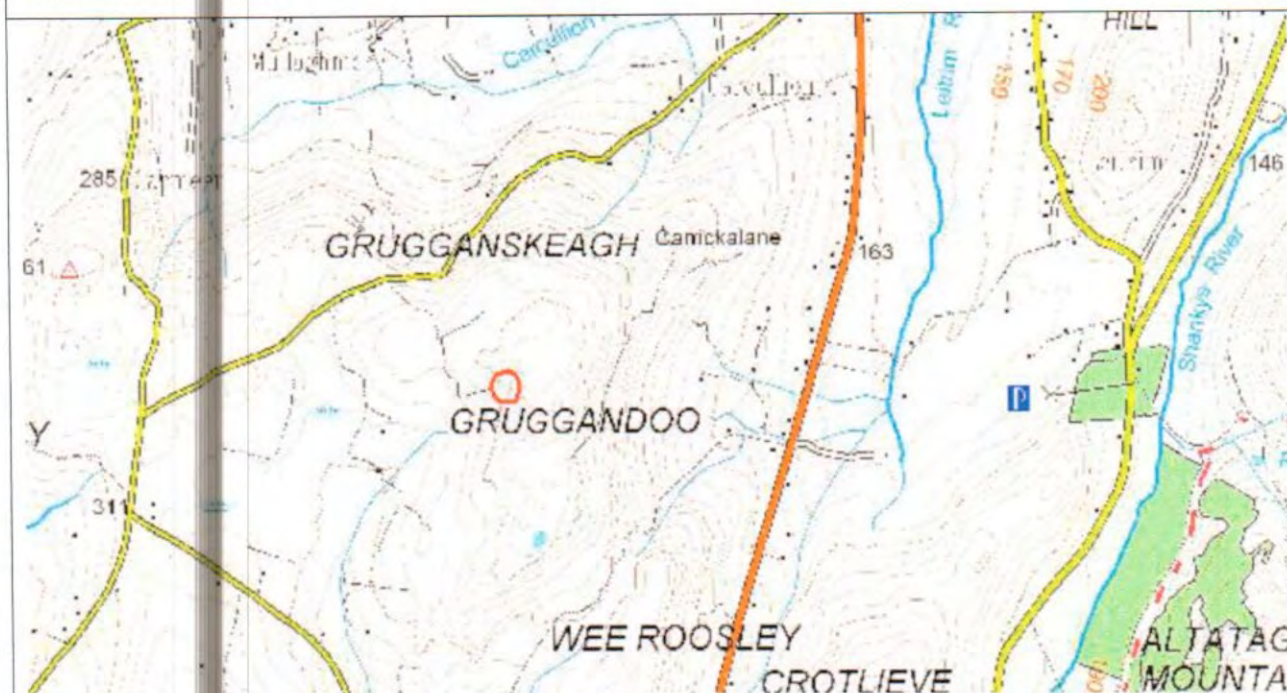 HILL
Leitrim R
150
170
200
285
146
GRUGGANSKEAGH
Carrickalane
163
61
Shankys River
GRUGGANDOO
P
Y
311
WEE ROOSLEY
CROTLIEVE
ALTATAG
MOUNTA